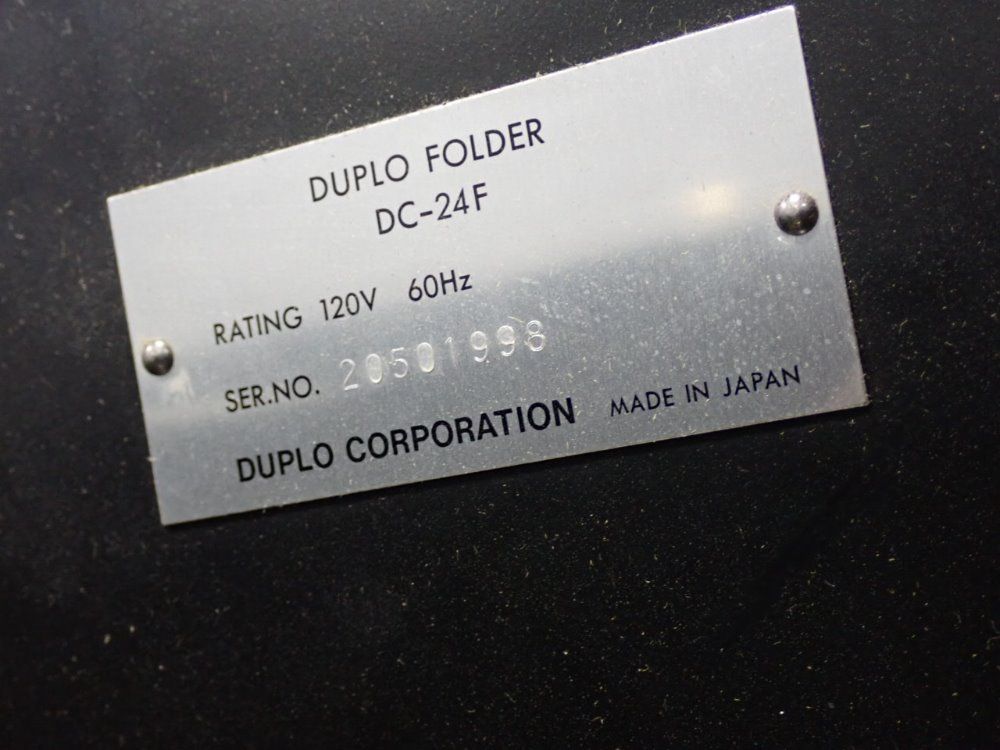 DUPLO FOLDER
DC-24F
RATING 120V 60Hz
SER.NO. 20501998
DUPLO CORPORATION MADE IN JAPAN